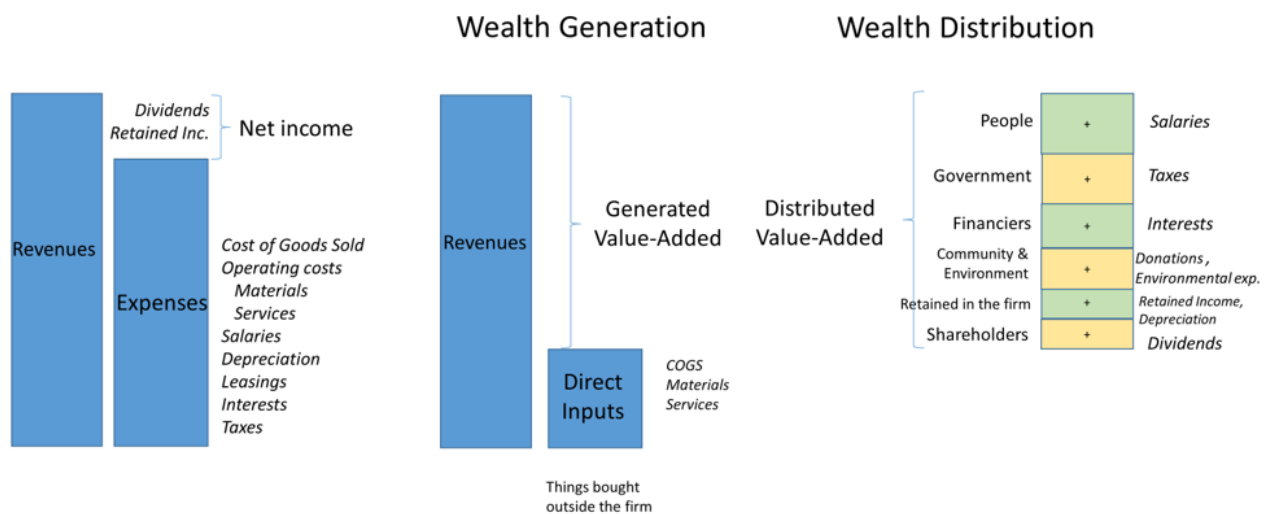 Wealth Generation
Wealth Distribution
Revenues
Dividends
Retained Inc.
Net income
Expenses
Cost of Goods Sold
Operating costs
Materials
Services
Salaries
Depreciation
Leasings
Interests
Taxes
Revenues
Generated
Value-Added
Direct
Inputs
COGS
Materials
Services
Things bought
outside the firm
Distributed
Value-Added
People
+
Salaries
Government
+
Taxes
Financiers
+
Interests
Community &
Environment
+
Donations ,
Environmental exp.
Retained in the firm
+
Retained Income,
Depreciation
Shareholders
+
Dividends